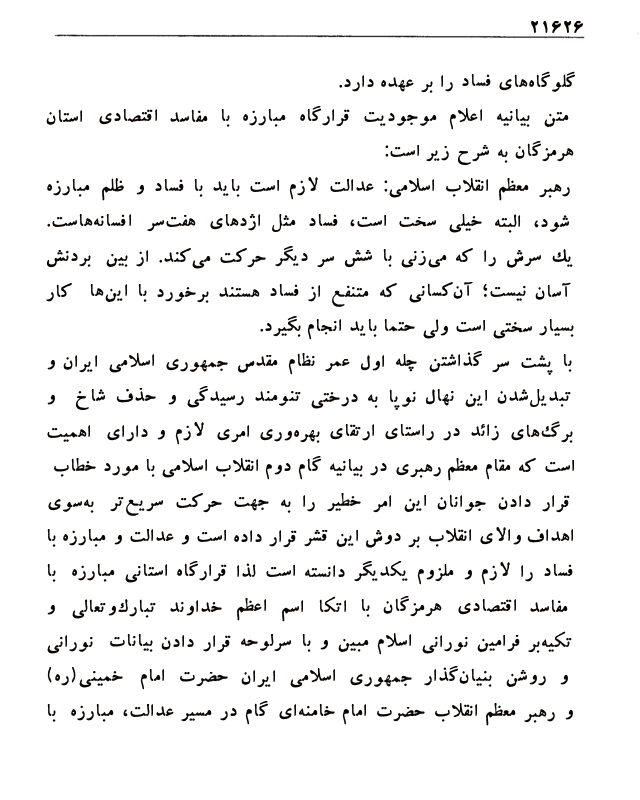 ۲۱۶۲۶
گلوگاه‌های فساد را بر عهده دارد.
متن بیانیه اعلام موجودیت قرارگاه مبارزه با مفاسد اقتصادی استان
هرمزگان به شرح زیر است:
رهبر معظم انقلاب اسلامی: عدالت لازم است باید با فساد و ظلم مبارزه
شود، البته خیلی سخت است، فساد مثل اژدهای هفت‌سر افسانه‌هاست.
یك سرش را که می‌زنی با شش سر دیگر حرکت می‌کند. از بین بردنش
آسان نیست؛ آن‌کسانی که متنفع از فساد هستند برخورد با این‌ها کار
بسیار سختی است ولی حتما باید انجام بگیرد.
با پشت سر گذاشتن چله اول عمر نظام مقدس جمهوری اسلامی ایران و
تبدیل‌شدن این نهال نوپا به درختی تنومند رسیدگی و حذف شاخ و
برگ‌های زائد در راستای ارتقای بهره‌وری امری لازم و دارای اهمیت
است که مقام معظم رهبری در بیانیه گام دوم انقلاب اسلامی با مورد خطاب
قرار دادن جوانان این امر خطیر را به جهت حرکت سریع‌تر به‌سوی
اهداف والای انقلاب بر دوش این قشر قرار داده است و عدالت و مبارزه با
فساد را لازم و ملزوم یکدیگر دانسته است لذا قرارگاه استانی مبارزه با
مفاسد اقتصادی هرمزگان با اتکا اسم اعظم خداوند تبارك‌وتعالی و
تکیه‌بر فرامین نورانی اسلام مبین و با سرلوحه قرار دادن بیانات نورانی
و روشن بنیان‌گذار جمهوری اسلامی ایران حضرت امام خمینی(ره)
و رهبر معظم انقلاب حضرت امام خامنه‌ای گام در مسیر عدالت، مبارزه با